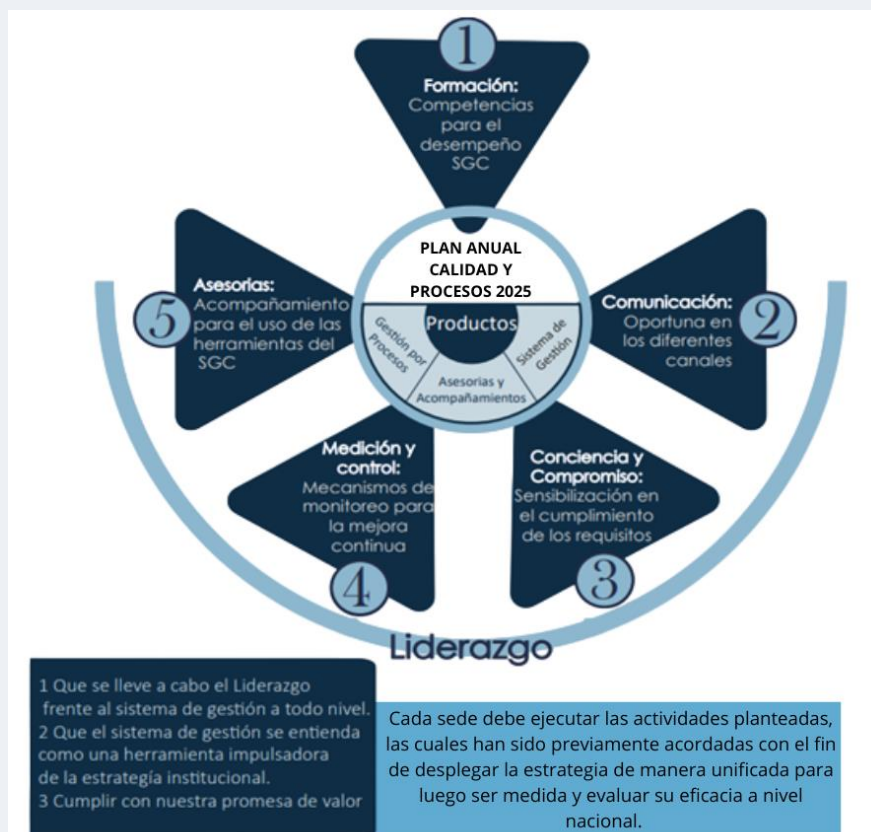 1
Formación:
Competencias
para el
desempeño
SGC
PLAN ANUAL
CALIDAD Y
PROCESOS 2025
Productos
Gestión por
Procesos
Asesorias y
Acompañamientos
Sistema de
Gestión
Comunicación:
Oportuna en
los diferentes
canales
2
Conciencia y
Compromiso:
Sensibilización en
el cumplimiento
de los requisitos
3
Medición y
control:
Mecanismos de
monitoreo para
la mejora
continua
4
Asesorias:
Acompañamiento
para el uso de las
herramientas del
SGC
5
Liderazgo
1 Que se lleve a cabo el Liderazgo
frente al sistema de gestión a todo nivel.
2 Que el sistema de gestión se entienda
como una herramienta impulsadora
de la estrategía institucional.
3 Cumplir con nuestra promesa de valor
Cada sede debe ejecutar las actividades planteadas,
las cuales han sido previamente acordadas con el fin
de desplegar la estrategia de manera unificada para
luego ser medida y evaluar su eficacia a nivel
nacional.